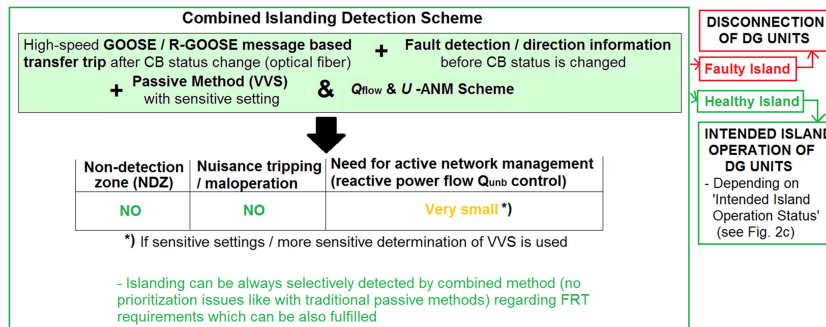 Combined Islanding Detection Scheme
High-speed GOOSE / R-GOOSE message based
transfer trip after CB status change (optical fiber)
+
Fault detection / direction information
before CB status is changed
+ Passive Method (VVS)
with sensitive setting
&
Qflow & U -ANM Scheme
Non-detection
zone (NDZ)
Nuisance tripping
/ maloperation
Need for active network management
(reactive power flow Qunb control)
NO
NO
Very small *)
*) If sensitive settings / more sensitive determination of VVS is used
- Islanding can be always selectively detected by combined method (no
prioritization issues like with traditional passive methods) regarding FRT
requirements which can be also fulfilled
DISCONNECTION
OF DG UNITS
Faulty Island
Healthy Island
INTENDED ISLAND
OPERATION OF
DG UNITS
- Depending on
'Intended Island
Operation Status'
(see Fig. 2c)